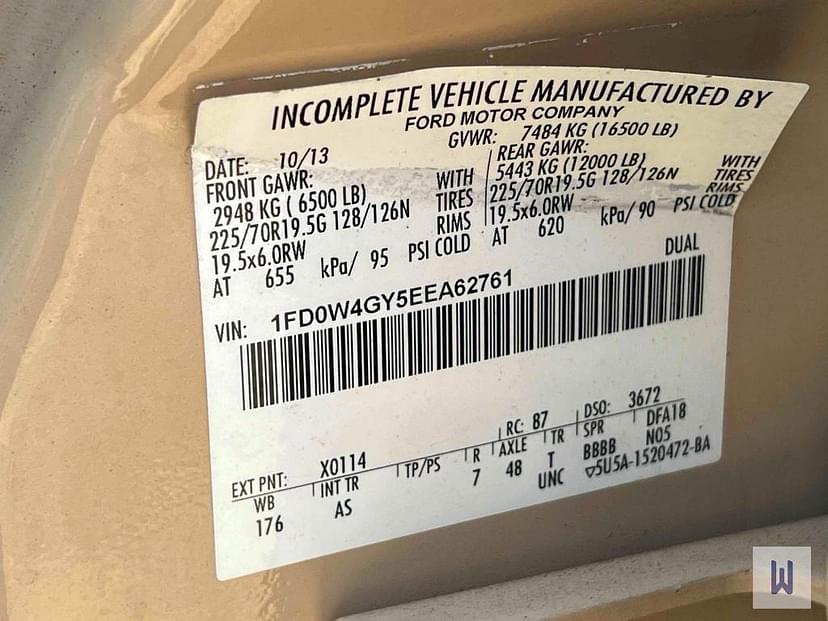 INCOMPLETE VEHICLE MANUFACTURED BY
FORD MOTOR COMPANY
DATE: 10/13 GVWR: 7484 KG (16500 LB)
FRONT GAWR: REAR GAWR:
2948 KG ( 6500 LB) WITH 5443 KG (12000 LB) WITH
225/70R19.5G 128/126N TIRES 225/70R19.5G 128/126N TIRES
19.5x6.0RW RIMS 19.5x6.0RW RIMS
AT 655 kPa/ 95 PSI COLD AT 620 kPa/ 90 PSI COLD
DUAL
VIN: 1FD0W4GY5EEA62761
EXT PNT: X0114 RC: 87 DSO: 3672
WB INT TR TP/PS R AXLE TR SPR DFA18
176 AS 7 48 T BBBB N05
UNC ▽5U5A-1520472-BA
W